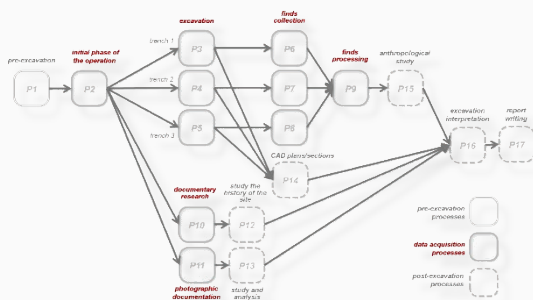 excavation
finds
collection
trench 1
pre-excavation
initial phase of
the operation
finds
processing
anthropological
study
P3
P6
P1
P2
trench 2
P4
P7
P9
P15
trench 3
P5
P8
excavation
interpretation
report
writing
CAD plans/sections
P14
P16
P17
documentary
research
study the
history of the
site
P10
P12
P11
P13
photographic
documentation
study and
analysis
pre-excavation
processes
data acquisition
processes
post-excavation
processes